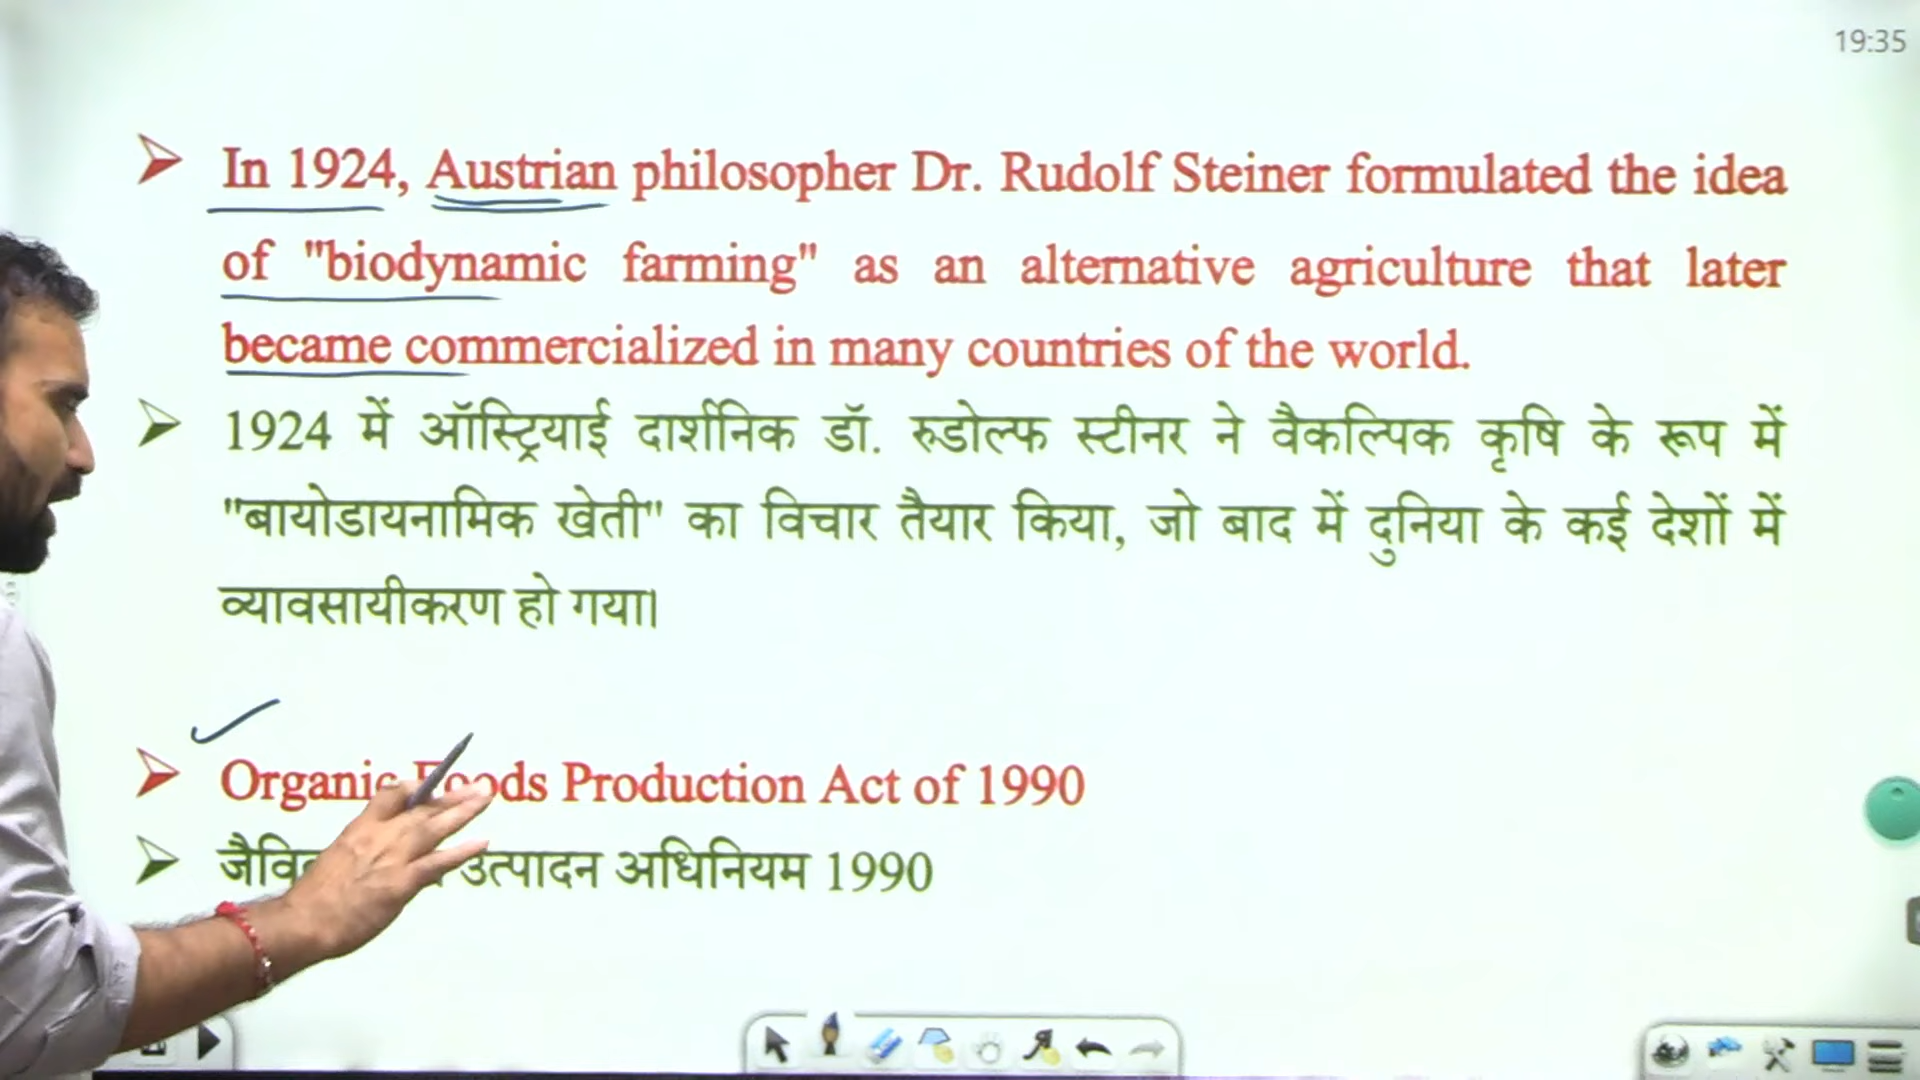 19:35
In 1924, Austrian philosopher Dr. Rudolf Steiner formulated the idea
of "biodynamic farming" as an alternative agriculture that later
became commercialized in many countries of the world.
1924 में ऑस्ट्रियाई दार्शनिक डॉ. रुडोल्फ स्टीनर ने वैकल्पिक कृषि के रूप में
"बायोडायनामिक खेती" का विचार तैयार किया, जो बाद में दुनिया के कई देशों में
व्यावसायीकरण हो गया।
Organic Foods Production Act of 1990
उत्पादन अधिनियम 1990